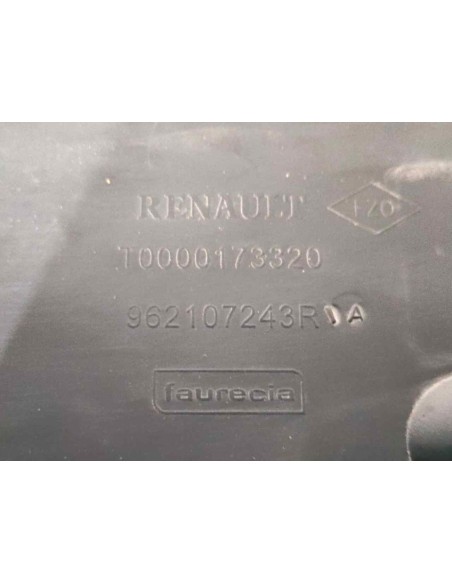 RENAULT
T0000173320
962107243R A
faurecia